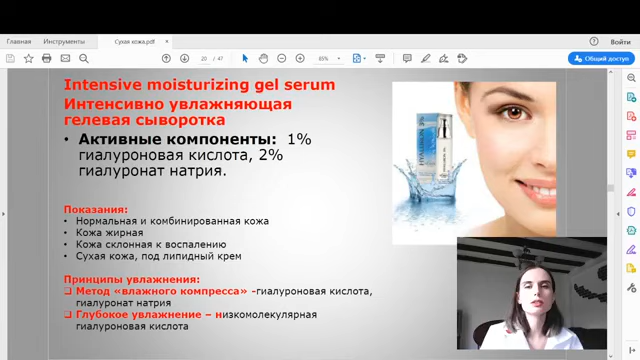 Главная Инструменты Сухая кожа.pdf Войти
20 / 47 65% Общий доступ
Intensive moisturizing gel serum
Интенсивно увлажняющая
гелевая сыворотка
• Активные компоненты: 1%
гиалуроновая кислота, 2%
гиалуронат натрия.
Показания:
• Нормальная и комбинированная кожа
• Кожа жирная
• Кожа склонная к воспалению
• Сухая кожа, под липидный крем
Принципы увлажнения:
❑ Метод «влажного компресса» -гиалуроновая кислота,
гиалуронат натрия
❑ Глубокое увлажнение – низкомолекулярная
гиалуроновая кислота